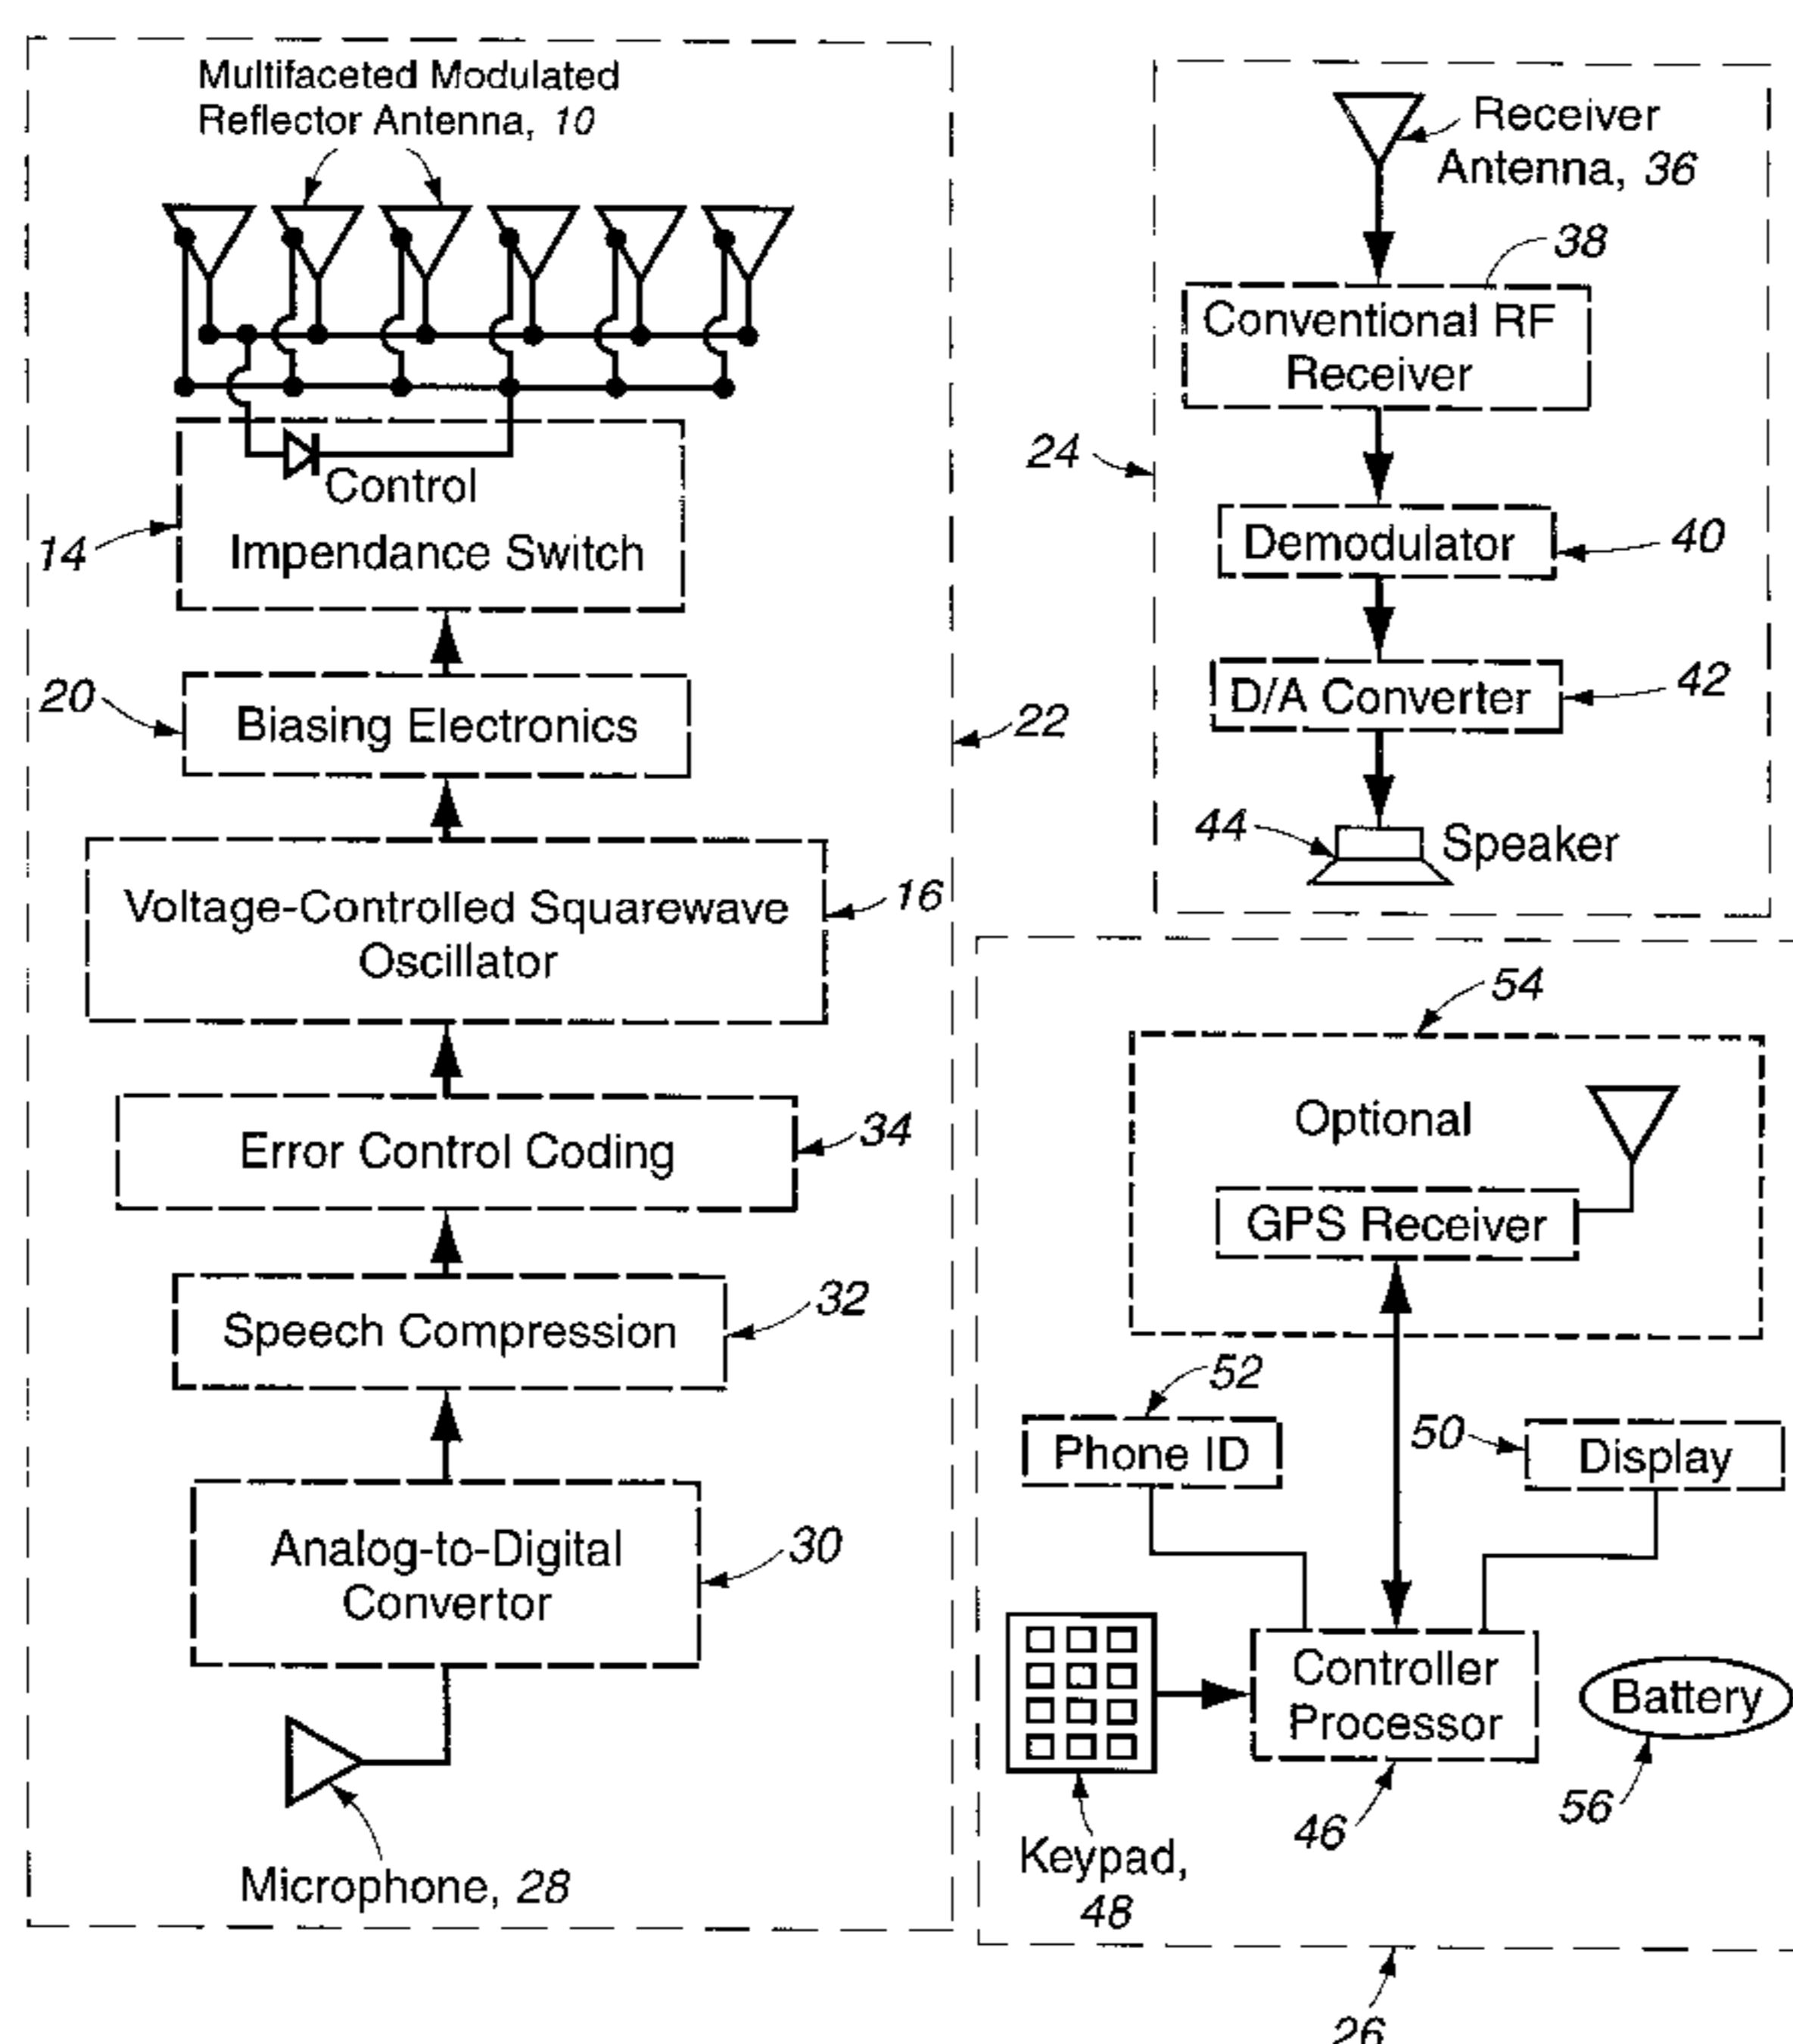 Multifaceted Modulated
Reflector Antenna, 10
Control
Impendance Switch
14
Biasing Electronics
20
22
Voltage-Controlled Squarewave
Oscillator
16
Error Control Coding
34
Speech Compression
32
Analog-to-Digital
Convertor
30
Microphone, 28
Receiver
Antenna, 36
38
Conventional RF
Receiver
24
Demodulator
40
D/A Converter
42
44
Speaker
54
Optional
GPS Receiver
52
Phone ID
50
Display
Controller
Processor
Battery
46
56
Keypad,
48
26